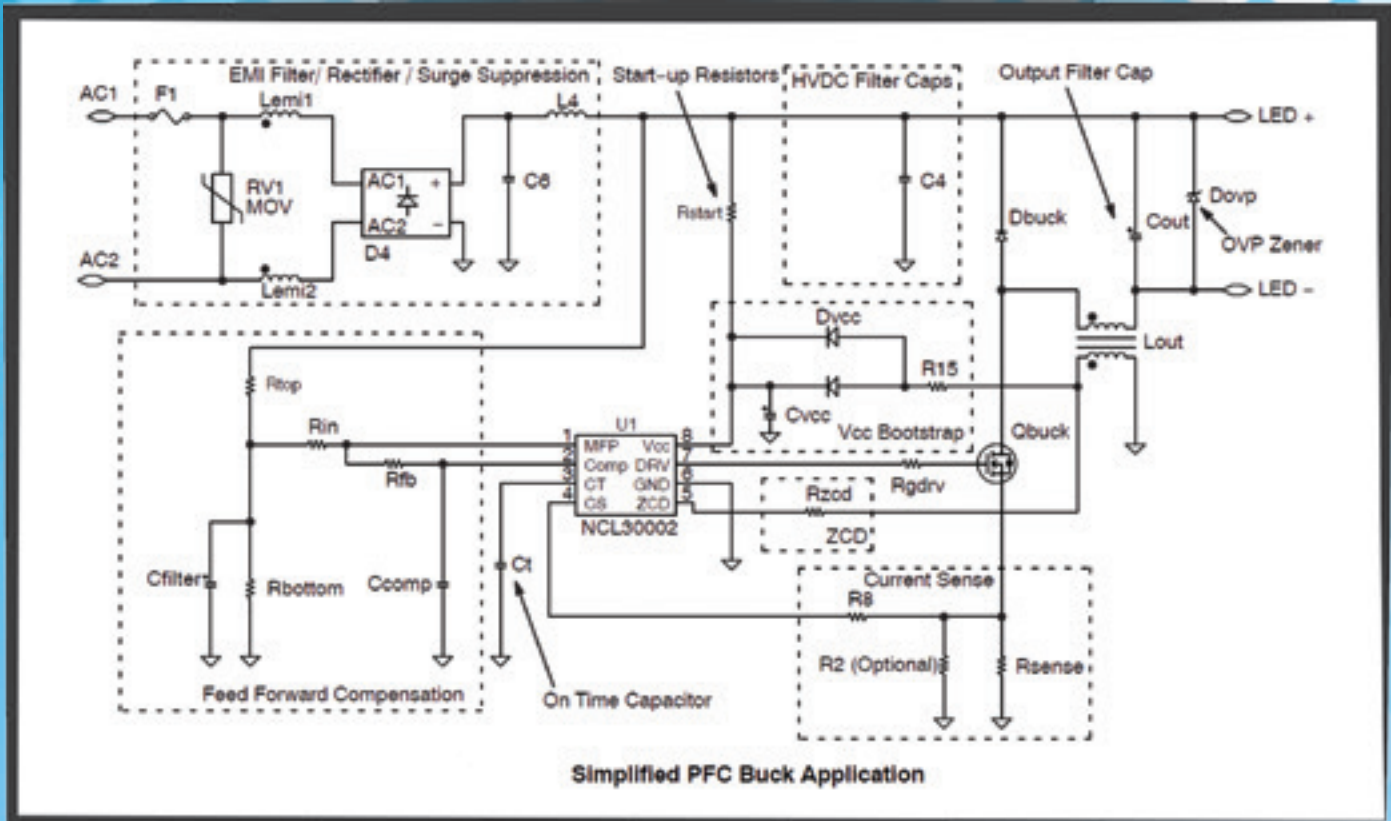 EMI Filter/ Rectifier / Surge Suppression
Start-up Resistors
HVDC Filter Caps
Output Filter Cap
AC1
F1
Lemi1
L4
LED +
RV1
MOV
AC1 +
AC2 −
D4
C6
Rstart
C4
Dbuck
Cout
Dovp
OVP Zener
AC2
Lemi2
LED −
Dvcc
Lout
Rtop
R15
Rin
U1
Cvcc
Vcc Bootstrap
Qbuck
1 MFP Vcc 8
2 Comp DRV 7
3 CT GND 6
4 CS ZCD 5
Rfb
Rgdrv
NCL30002
Rzcd
ZCD
Cfilter
Rbottom
Ccomp
Ct
Current Sense
R8
R2 (Optional)
Rsense
Feed Forward Compensation
On Time Capacitor
Simplified PFC Buck Application